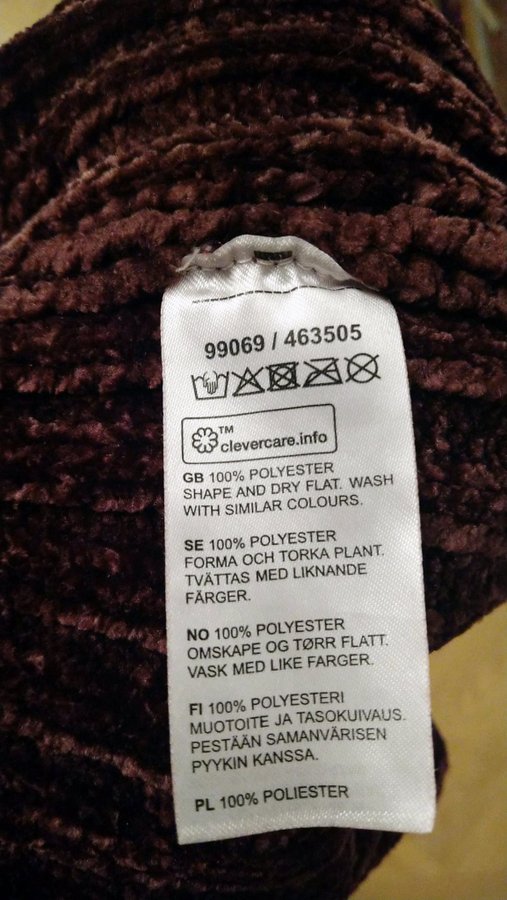 99069 / 463505
TM
clevercare.info
GB 100% POLYESTER
SHAPE AND DRY FLAT. WASH
WITH SIMILAR COLOURS.
SE 100% POLYESTER
FORMA OCH TORKA PLANT.
TVÄTTAS MED LIKNANDE
FÄRGER.
NO 100% POLYESTER
OMSKAPE OG TØRR FLATT.
VASK MED LIKE FARGER.
FI 100% POLYESTERI
MUOTOITE JA TASOKUIVAUS.
PESTÄÄN SAMANVÄRISEN
PYYKIN KANSSA.
PL 100% POLIESTER